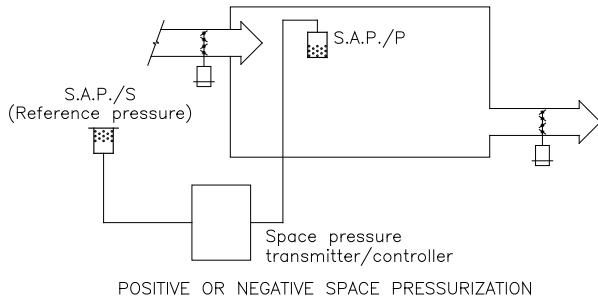 S.A.P./P
S.A.P./S
(Reference pressure)
Space pressure
transmitter/controller
POSITIVE OR NEGATIVE SPACE PRESSURIZATION